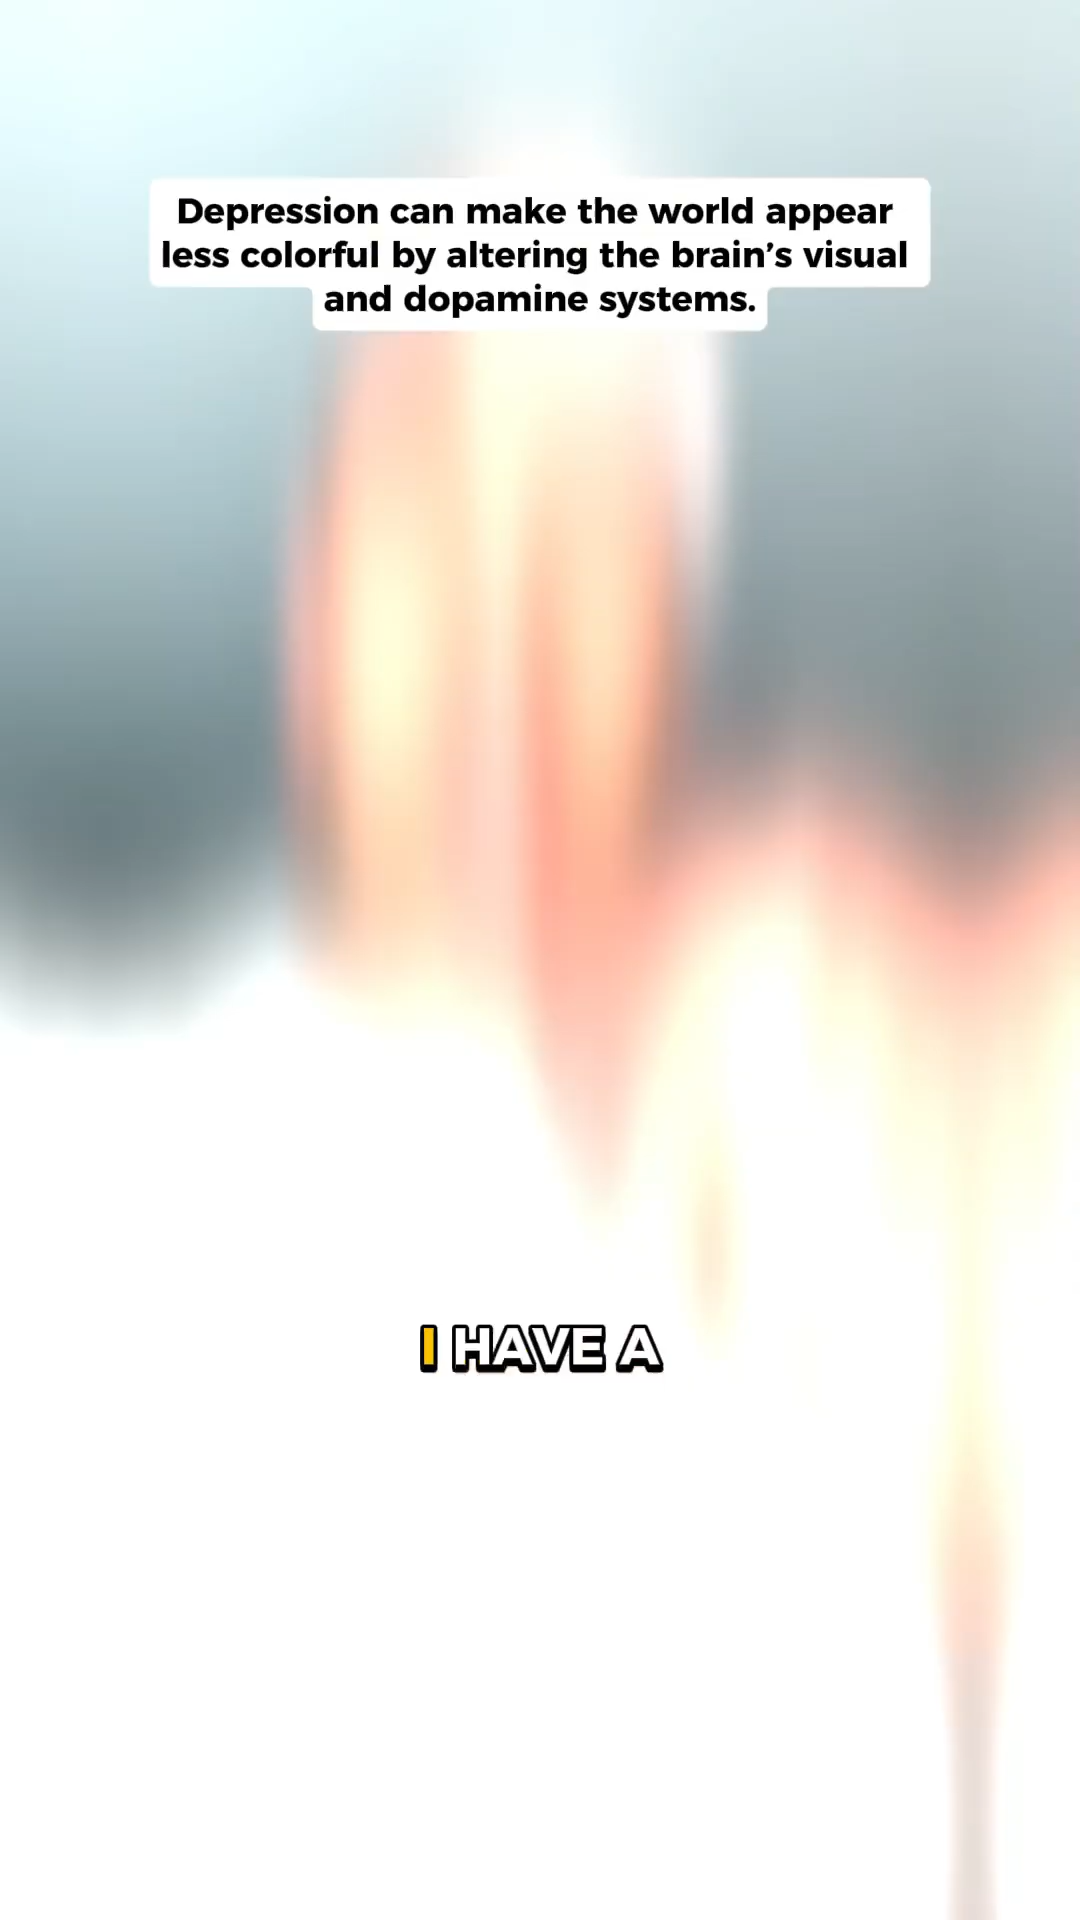 Depression can make the world appear
less colorful by altering the brain’s visual
and dopamine systems.
I HAVE A